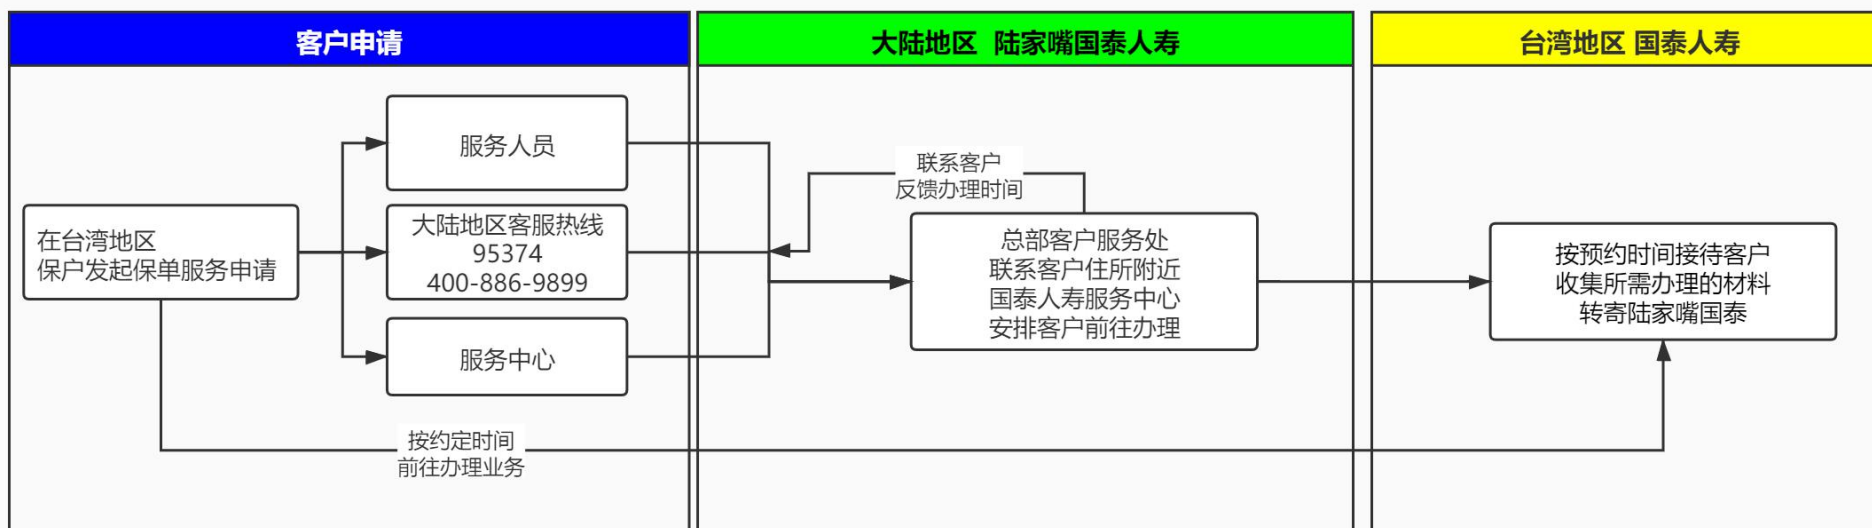 客户申请
大陆地区 陆家嘴国泰人寿
台湾地区 国泰人寿
在台湾地区
保户发起保单服务申请
服务人员
大陆地区客服热线
95374
400-886-9899
服务中心
联系客户
反馈办理时间
总部客户服务处
联系客户住所附近
国泰人寿服务中心
安排客户前往办理
按预约时间接待客户
收集所需办理的材料
转寄陆家嘴国泰
按约定时间
前往办理业务